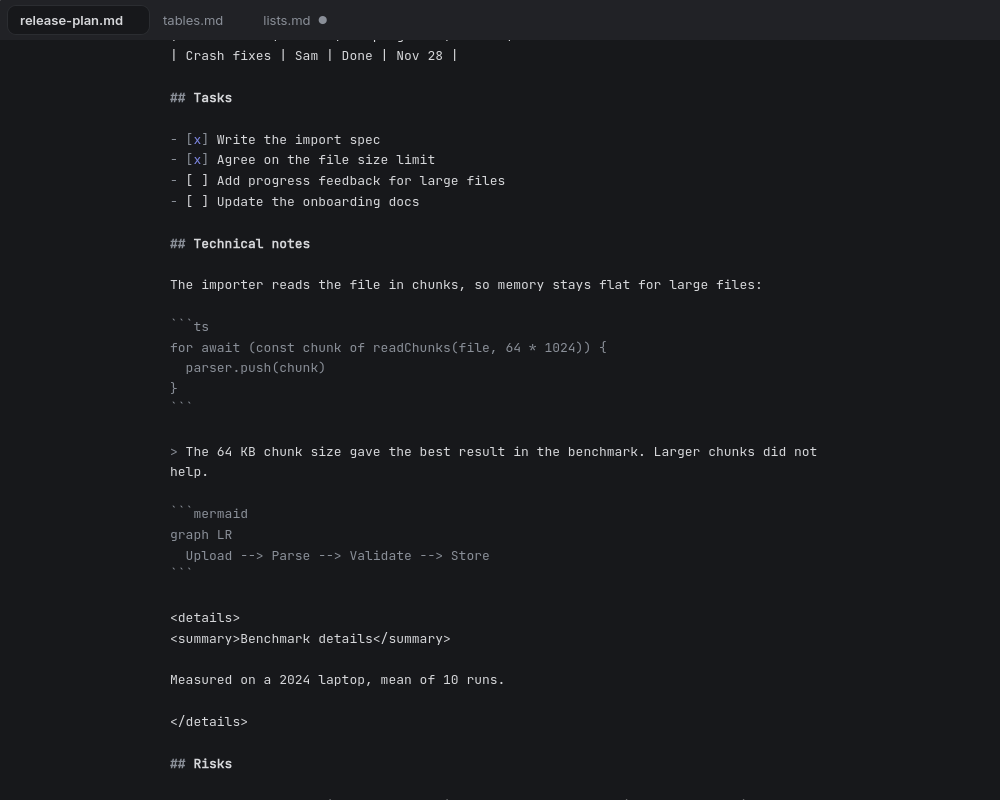 release-plan.md tables.md lists.md
| Crash fixes | Sam | Done | Nov 28 |
## Tasks
- [x] Write the import spec
- [x] Agree on the file size limit
- [ ] Add progress feedback for large files
- [ ] Update the onboarding docs
## Technical notes
The importer reads the file in chunks, so memory stays flat for large files:
```ts
for await (const chunk of readChunks(file, 64 * 1024)) {
  parser.push(chunk)
}
```
> The 64 KB chunk size gave the best result in the benchmark. Larger chunks did not
help.
```mermaid
graph LR
  Upload --> Parse --> Validate --> Store
```
<details>
<summary>Benchmark details</summary>
Measured on a 2024 laptop, mean of 10 runs.
</details>
## Risks